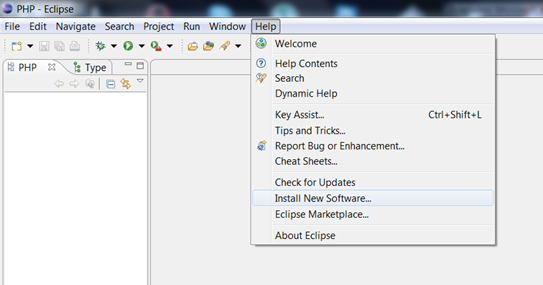 PHP - Eclipse
File Edit Navigate Search Project Run Window Help
PHP Type
Welcome
Help Contents
Search
Dynamic Help
Key Assist... Ctrl+Shift+L
Tips and Tricks...
Report Bug or Enhancement...
Cheat Sheets...
Check for Updates
Install New Software...
Eclipse Marketplace...
About Eclipse